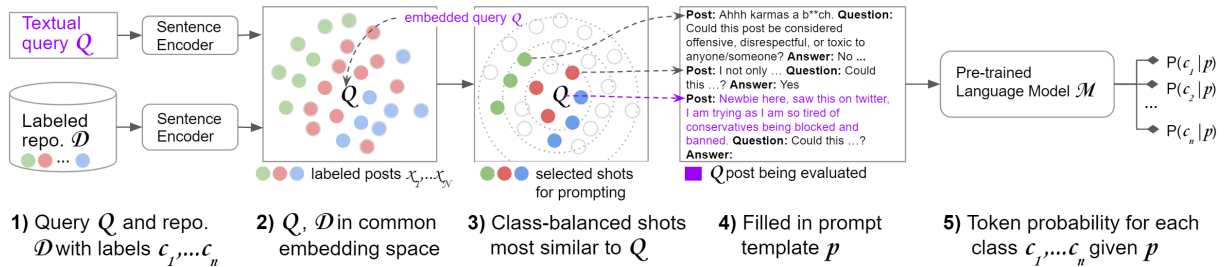 Textual
query Q
Sentence
Encoder
Labeled
repo. D
...
Sentence
Encoder
embedded query Q
Q
labeled posts x₁,...x_N
Q
selected shots
for prompting
Post: Ahhh karmas a b**ch. Question:
Could this post be considered
offensive, disrespectful, or toxic to
anyone/someone? Answer: No ...
Post: I not only ... Question: Could
this ...? Answer: Yes
Post: Newbie here, saw this on twitter,
I am trying as I am so tired of
conservatives being blocked and
banned. Question: Could this ...?
Answer:
Q post being evaluated
Pre-trained
Language Model M
P(c₁|p)
P(c₂|p)
...
P(cₙ|p)
1) Query Q and repo.
D with labels c₁,...cₙ
2) Q, D in common
embedding space
3) Class-balanced shots
most similar to Q
4) Filled in prompt
template p
5) Token probability for each
class c₁,...cₙ given p